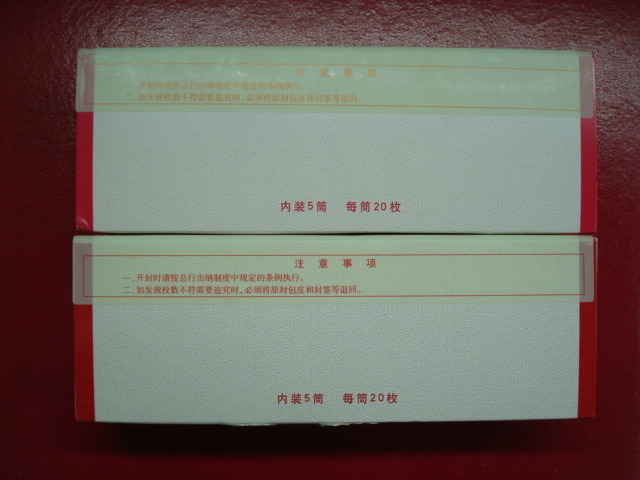 注 意 事 项
一、开封时请按总行出纳制度中规定的条例执行。
二、如发现枚数不符需要追究时，必须将原封包皮和封签等退回。
内装5筒 每筒20枚
注 意 事 项
一、开封时请按总行出纳制度中规定的条例执行。
二、如发现枚数不符需要追究时，必须将原封包皮和封签等退回。
内装5筒 每筒20枚